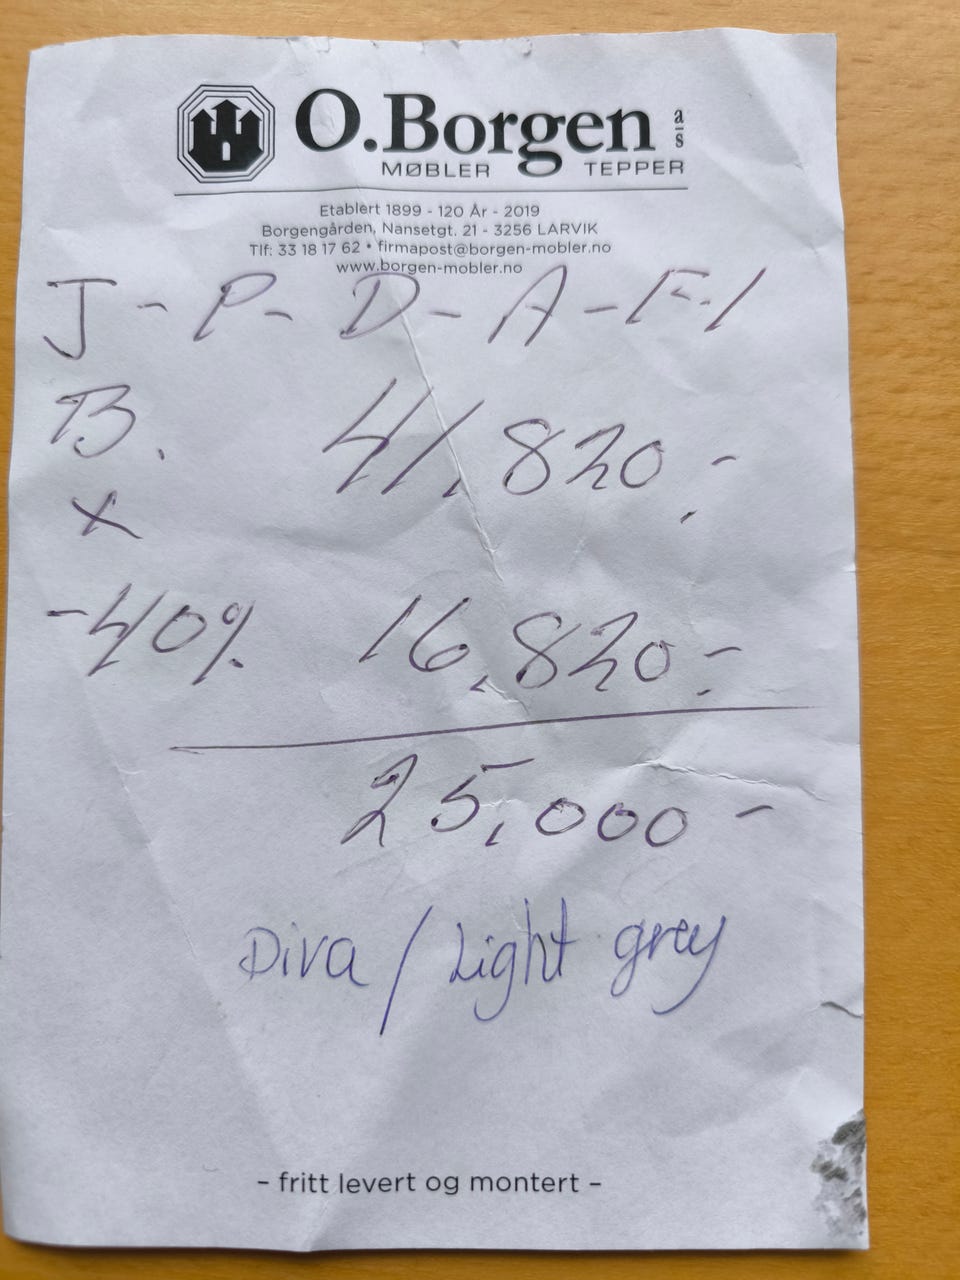 O.Borgen a/s
MØBLER TEPPER
Etablert 1899 - 120 År - 2019
Borgengården, Nansetgt. 21 - 3256 LARVIK
Tlf: 33 18 17 62 • firmapost@borgen-mobler.no
www.borgen-mobler.no
J - P - D - A - F-1
B. 41,820,-
x
-40% 16,820,-
25,000-
Diva / Light grey
- fritt levert og montert -